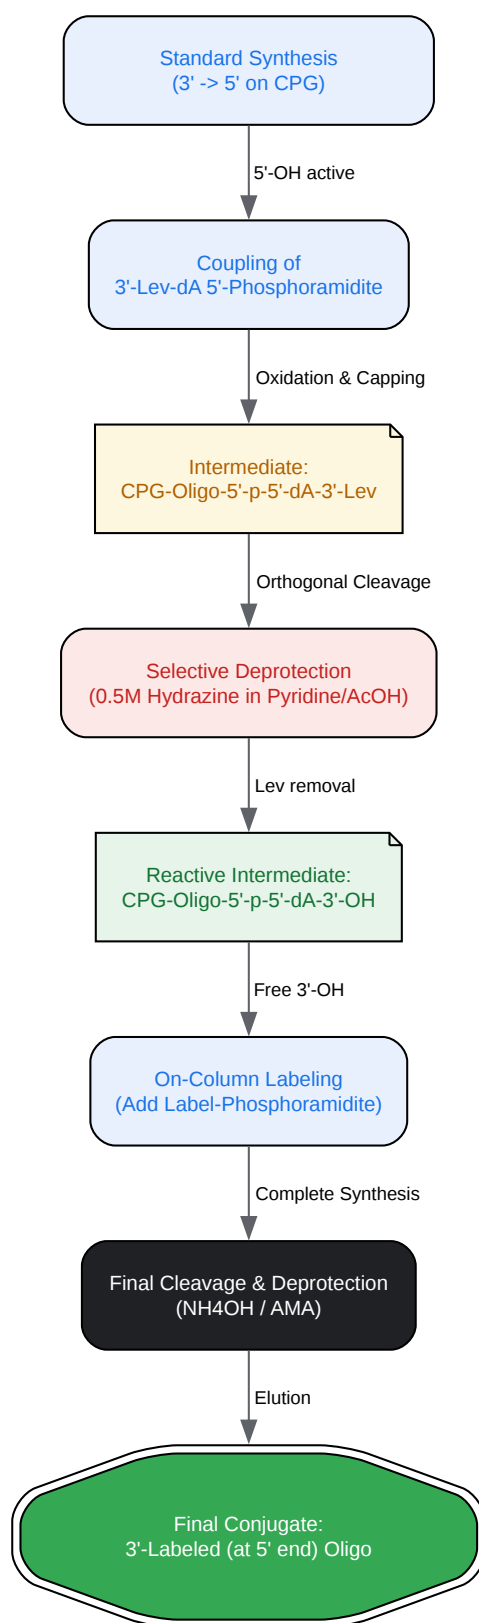 Standard Synthesis
(3' -> 5' on CPG)
5'-OH active
Coupling of
3'-Lev-dA 5'-Phosphoramidite
Oxidation & Capping
Intermediate:
CPG-Oligo-5'-p-5'-dA-3'-Lev
Orthogonal Cleavage
Selective Deprotection
(0.5M Hydrazine in Pyridine/AcOH)
Lev removal
Reactive Intermediate:
CPG-Oligo-5'-p-5'-dA-3'-OH
Free 3'-OH
On-Column Labeling
(Add Label-Phosphoramidite)
Complete Synthesis
Final Cleavage & Deprotection
(NH4OH / AMA)
Elution
Final Conjugate:
3'-Labeled (at 5' end) Oligo